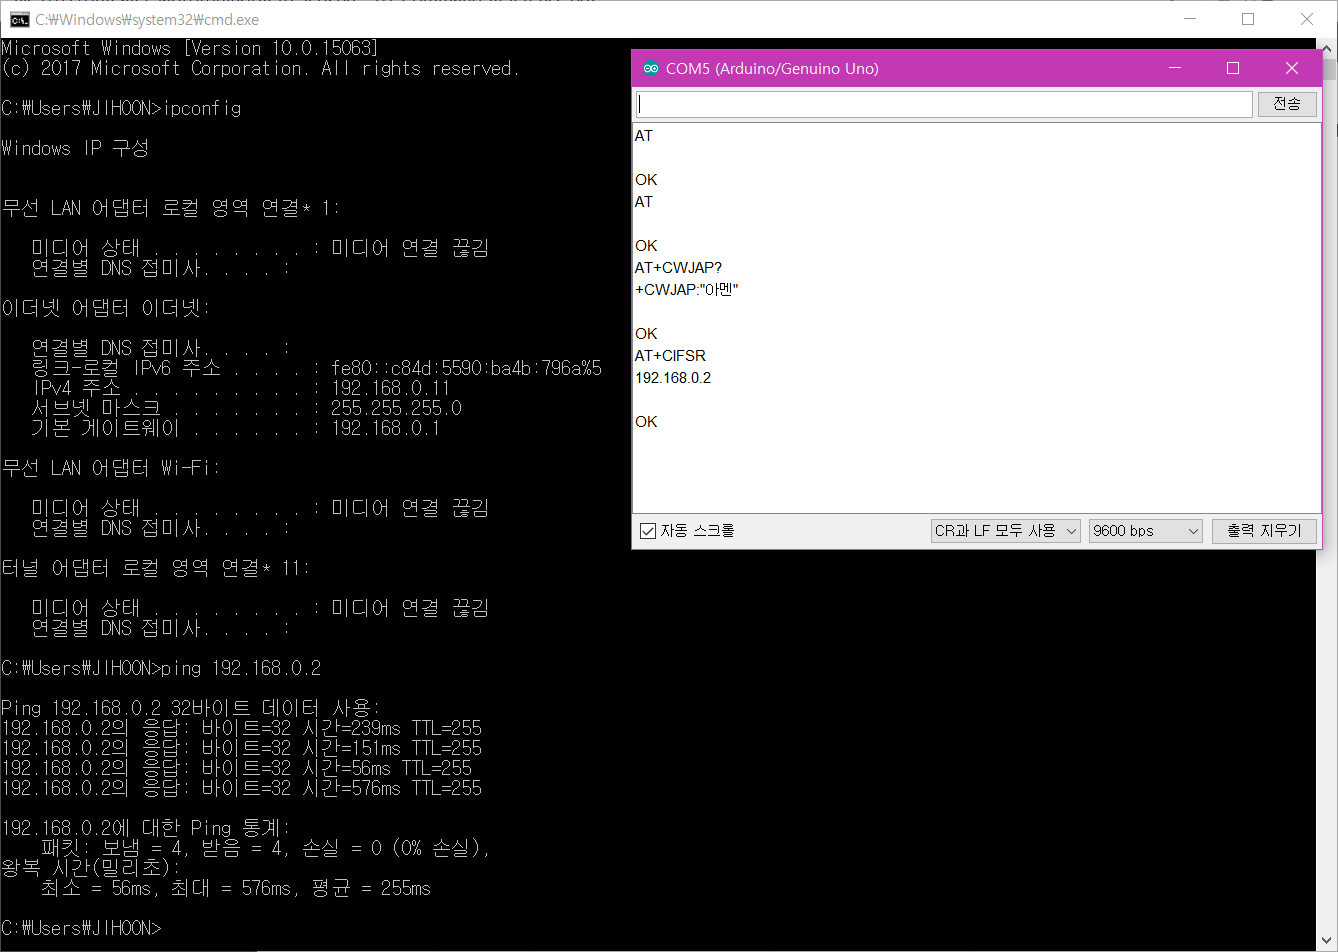 C:\Windows\system32\cmd.exe
Microsoft Windows [Version 10.0.15063]
(c) 2017 Microsoft Corporation. All rights reserved.
C:\Users\JIHOON>ipconfig
Windows IP 구성
무선 LAN 어댑터 로컬 영역 연결* 1:
미디어 상태 . . . . . . . . : 미디어 연결 끊김
연결별 DNS 접미사. . . . :
이더넷 어댑터 이더넷:
연결별 DNS 접미사. . . . :
링크-로컬 IPv6 주소 . . . . : fe80::c84d:5590:ba4b:796a%5
IPv4 주소 . . . . . . . . . : 192.168.0.11
서브넷 마스크 . . . . . . . : 255.255.255.0
기본 게이트웨이 . . . . . . : 192.168.0.1
무선 LAN 어댑터 Wi-Fi:
미디어 상태 . . . . . . . . : 미디어 연결 끊김
연결별 DNS 접미사. . . . :
터널 어댑터 로컬 영역 연결* 11:
미디어 상태 . . . . . . . . : 미디어 연결 끊김
연결별 DNS 접미사. . . . :
C:\Users\JIHOON>ping 192.168.0.2
Ping 192.168.0.2 32바이트 데이터 사용:
192.168.0.2의 응답: 바이트=32 시간=239ms TTL=255
192.168.0.2의 응답: 바이트=32 시간=151ms TTL=255
192.168.0.2의 응답: 바이트=32 시간=56ms TTL=255
192.168.0.2의 응답: 바이트=32 시간=576ms TTL=255
192.168.0.2에 대한 Ping 통계:
패킷: 보냄 = 4, 받음 = 4, 손실 = 0 (0% 손실),
왕복 시간(밀리초):
최소 = 56ms, 최대 = 576ms, 평균 = 255ms
C:\Users\JIHOON>
COM5 (Arduino/Genuino Uno)
전송
AT
OK
AT
OK
AT+CWJAP?
+CWJAP:"아멘"
OK
AT+CIFSR
192.168.0.2
OK
자동 스크롤
CR과 LF 모두 사용
9600 bps
출력 지우기